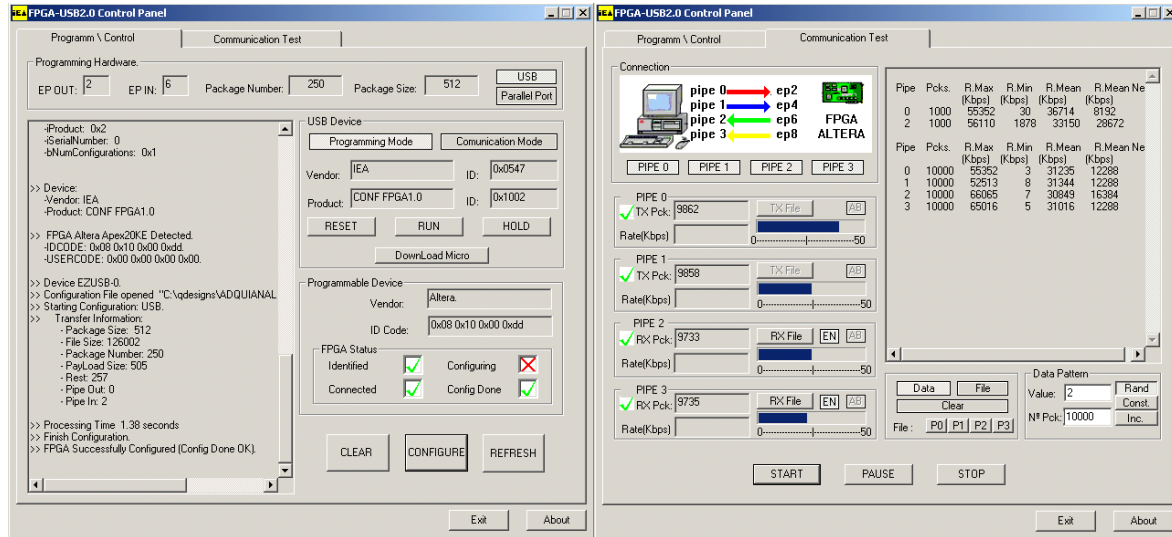 iEA FPGA-USB2.0 Control Panel
Programm \ Control
Communication Test
Programming Hardware.
EP OUT: 2
EP IN: 6
Package Number: 250
Package Size: 512
USB
Parallel Port
-iProduct: 0x2
-iSerialNumber: 0
-bNumConfigurations: 0x1
>> Device:
-Vendor: IEA
-Product: CONF FPGA1.0
>> FPGA Altera Apex20KE Detected.
-IDCODE: 0x08 0x10 0x00 0xdd.
-USERCODE: 0x00 0x00 0x00 0x00.
>> Device EZUSB-0.
>> Configuration File opened "C:\qdesigns\ADQUIANAL
>> Starting Configuration: USB.
>> Transfer Information:
- Package Size: 512
- File Size: 126002
- Package Number: 250
- PayLoad Size: 505
- Rest: 257
- Pipe Out: 0
- Pipe In: 2
>> Processing Time 1.38 seconds
>> Finish Configuration.
>> FPGA Successfully Configured (Config Done OK).
USB Device
Programming Mode
Comunication Mode
Vendor: IEA
ID: 0x0547
Product: CONF FPGA1.0
ID: 0x1002
RESET
RUN
HOLD
DownLoad Micro
Programmable Device
Vendor: Altera.
ID Code: 0x08 0x10 0x00 0xdd
FPGA Status
Identified
Configuring
Connected
Config Done
CLEAR
CONFIGURE
REFRESH
Exit
About
iEA FPGA-USB2.0 Control Panel
Programm \ Control
Communication Test
Connection
pipe 0 ep2
pipe 1 ep4
pipe 2 ep6
pipe 3 ep8
FPGA
ALTERA
PIPE 0
PIPE 1
PIPE 2
PIPE 3
PIPE 0
TX Pck: 9862
TX File
AB
Rate(Kbps)
0 50
PIPE 1
TX Pck: 9858
TX File
AB
Rate(Kbps)
0 50
PIPE 2
RX Pck: 9733
RX File
EN
AB
Rate(Kbps)
0 50
PIPE 3
RX Pck: 9735
RX File
EN
AB
Rate(Kbps)
0 50
Pipe Pcks. R.Max R.Min R.Mean R.Mean Ne
(Kbps) (Kbps) (Kbps) (Kbps)
0 1000 55352 30 36714 8192
2 1000 56110 1878 33150 28672
Pipe Pcks. R.Max R.Min R.Mean R.Mean Ne
(Kbps) (Kbps) (Kbps) (Kbps)
0 10000 55352 3 31235 12288
1 10000 52513 8 31344 12288
2 10000 66065 7 30849 16384
3 10000 65016 5 31016 12288
Data
File
Clear
File : P0 P1 P2 P3
Data Pattern
Value: 2
Rand
Const.
Nº Pck: 10000
Inc.
START
PAUSE
STOP
Exit
About